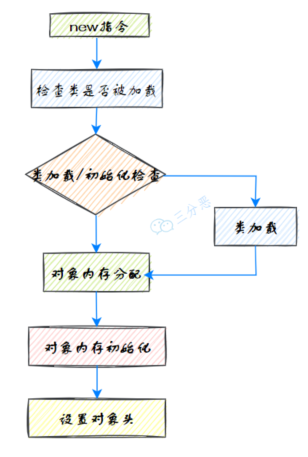 new指令
检查类是否被加载
类加载/初始化检查
三分恶
类加载
对象内存分配
对象内存初始化
设置对象头